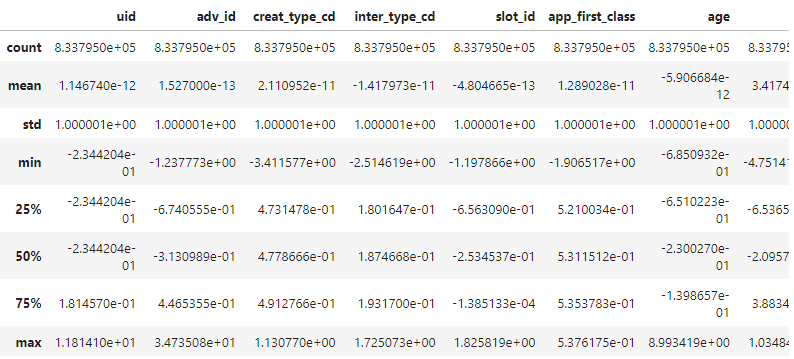 uid adv_id creat_type_cd inter_type_cd slot_id app_first_class age
count 8.337950e+05 8.337950e+05 8.337950e+05 8.337950e+05 8.337950e+05 8.337950e+05 8.337950e+05 8.33795
mean 1.146740e-12 1.527000e-13 2.110952e-11 -1.417973e-11 -4.804665e-13 1.289028e-11 -5.906684e-
12 3.4174
std 1.000001e+00 1.000001e+00 1.000001e+00 1.000001e+00 1.000001e+00 1.000001e+00 1.000001e+00 1.0000
min -2.344204e-
01 -1.237773e+00 -3.411577e+00 -2.514619e+00 -1.197866e+00 -1.906517e+00 -6.850932e-
01 -4.7514
25% -2.344204e-
01 -6.740555e-01 4.731478e-01 1.801647e-01 -6.563090e-01 5.210034e-01 -6.510223e-
01 -6.5365
50% -2.344204e-
01 -3.130989e-01 4.778666e-01 1.874668e-01 -2.534537e-01 5.311512e-01 -2.300270e-
01 -2.0957
75% 1.814570e-01 4.465355e-01 4.912766e-01 1.931700e-01 -1.385133e-04 5.353783e-01 -1.398657e-
01 3.8834
max 1.181410e+01 3.473508e+01 1.130770e+00 1.725073e+00 1.825819e+00 5.376175e-01 8.993419e+00 1.0348